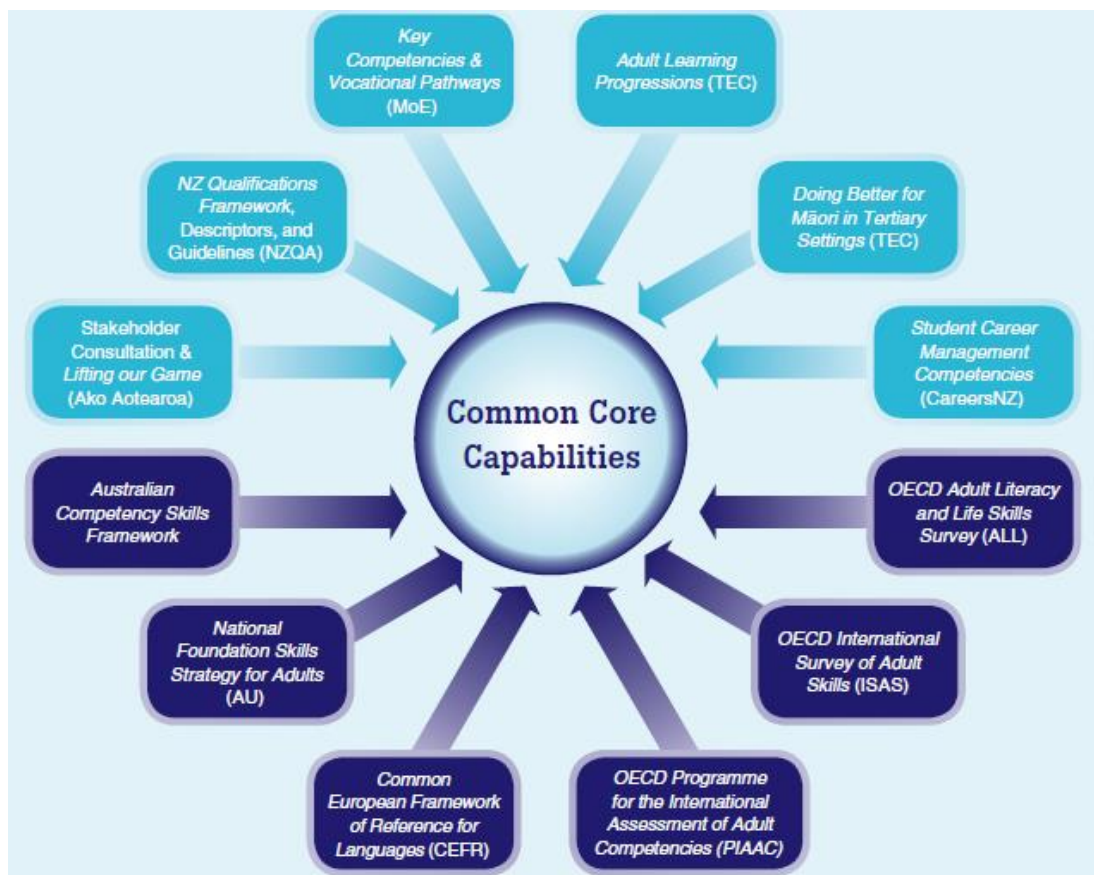 Key
Competencies &
Vocational Pathways
(MoE)
Adult Learning
Progressions (TEC)
NZ Qualifications
Framework,
Descriptors, and
Guidelines (NZQA)
Doing Better for
Māori in Tertiary
Settings (TEC)
Stakeholder
Consultation &
Lifting our Game
(Ako Aotearoa)
Student Career
Management
Competencies
(CareersNZ)
Common Core
Capabilities
Australian
Competency Skills
Framework
OECD Adult Literacy
and Life Skills
Survey (ALL)
National
Foundation Skills
Strategy for Adults
(AU)
OECD International
Survey of Adult
Skills (ISAS)
Common
European Framework
of Reference for
Languages (CEFR)
OECD Programme
for the International
Assessment of Adult
Competencies (PIAAC)